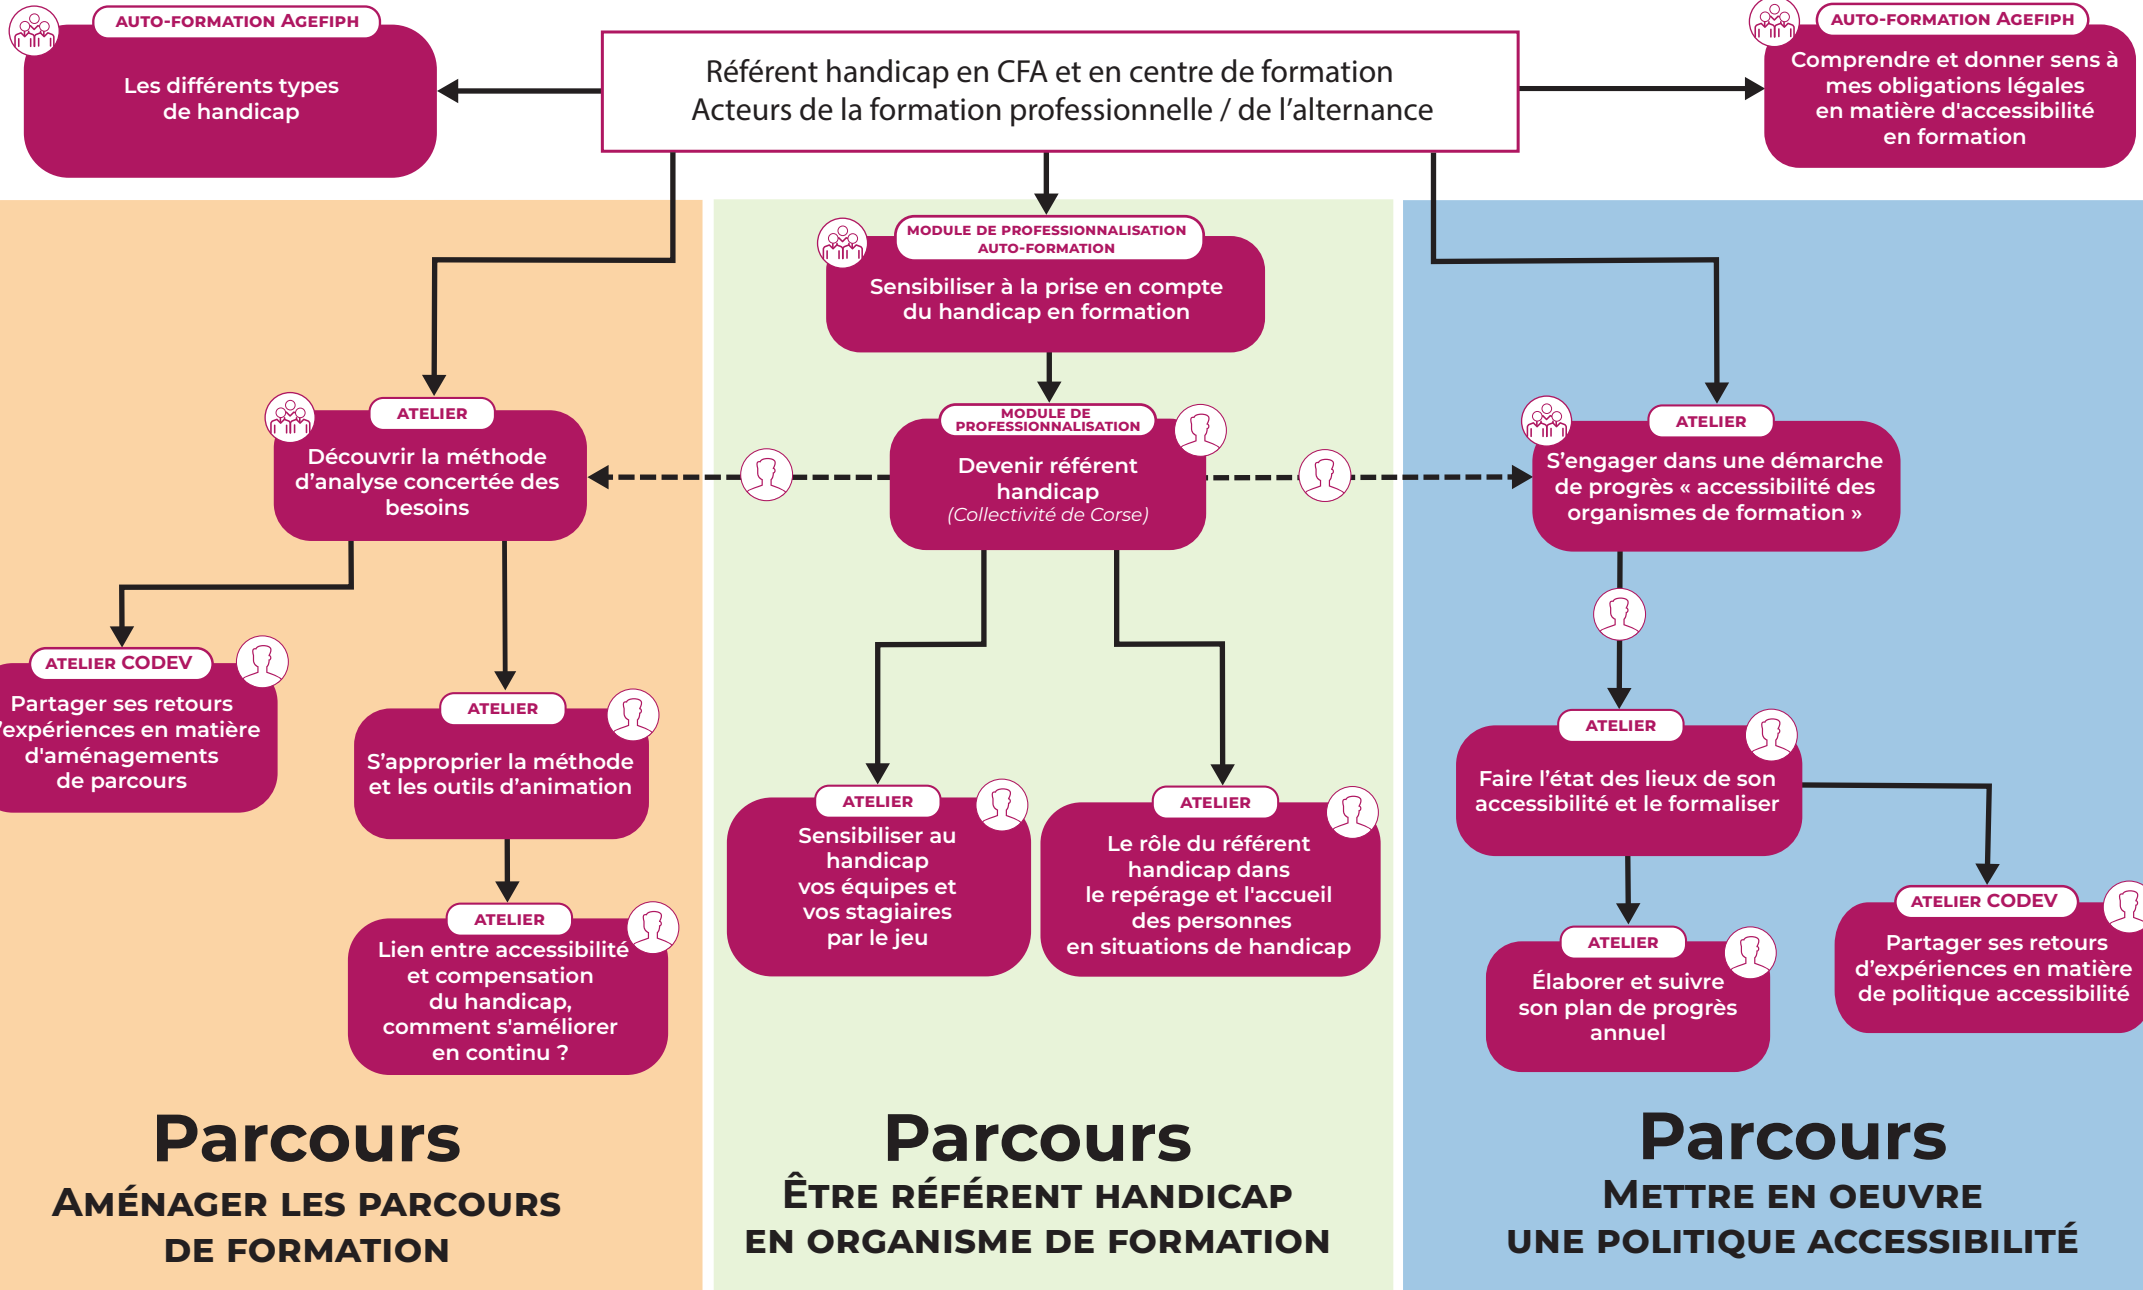 AUTO-FORMATION AGEFIPH
Les différents types
de handicap
Référent handicap en CFA et en centre de formation
Acteurs de la formation professionnelle / de l'alternance
AUTO-FORMATION AGEFIPH
Comprendre et donner sens à
mes obligations légales
en matière d'accessibilité
en formation
ATELIER
Découvrir la méthode
d'analyse concertée des
besoins
ATELIER CODEV
Partager ses retours
'expériences en matière
d'aménagements
de parcours
ATELIER
S'approprier la méthode
et les outils d'animation
ATELIER
Lien entre accessibilité
et compensation
du handicap,
comment s'améliorer
en continu ?
Parcours
AMÉNAGER LES PARCOURS
DE FORMATION
MODULE DE PROFESSIONNALISATION
AUTO-FORMATION
Sensibiliser à la prise en compte
du handicap en formation
MODULE DE
PROFESSIONNALISATION
Devenir référent
handicap
(Collectivité de Corse)
ATELIER
Sensibiliser au
handicap
vos équipes et
vos stagiaires
par le jeu
ATELIER
Le rôle du référent
handicap dans
le repérage et l'accueil
des personnes
en situations de handicap
Parcours
ÊTRE RÉFÉRENT HANDICAP
EN ORGANISME DE FORMATION
ATELIER
S'engager dans une démarche
de progrès « accessibilité des
organismes de formation »
ATELIER
Faire l'état des lieux de son
accessibilité et le formaliser
ATELIER
Élaborer et suivre
son plan de progrès
annuel
ATELIER CODEV
Partager ses retours
d'expériences en matière
de politique accessibilité
Parcours
METTRE EN OEUVRE
UNE POLITIQUE ACCESSIBILITÉ